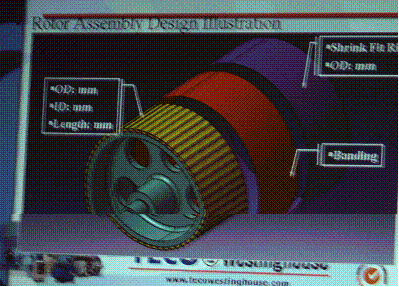 Rotor Assembly Design Illustration
•Shrink Fit Ri
•OD: mm
•OD: mm
•ID: mm
•Length: mm
•Banding
TECO Westinghouse
www.tecowestinghouse.com